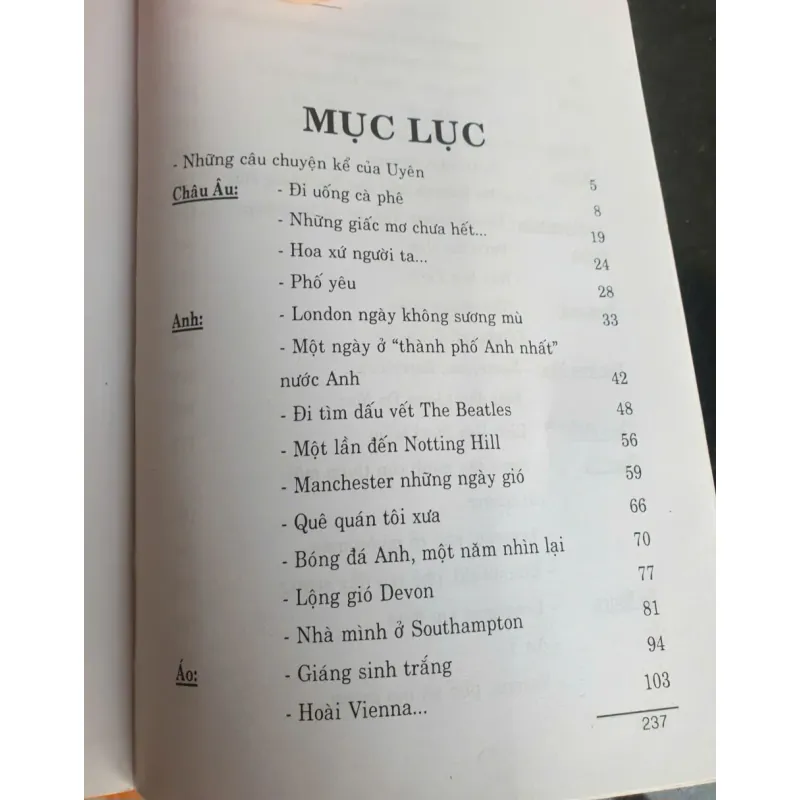 MỤC LỤC
. Những câu chuyện kể của Uyên 5
Châu Âu: - Đi uống cà phê 8
- Những giấc mơ chưa hết... 19
- Hoa xứ người ta... 24
- Phố yêu 28
Anh: - London ngày không sương mù 33
- Một ngày ở “thành phố Anh nhất”
nước Anh 42
- Đi tìm dấu vết The Beatles 48
- Một lần đến Notting Hill 56
- Manchester những ngày gió 59
- Quê quán tôi xưa 66
- Bóng đá Anh, một năm nhìn lại 70
- Lộng gió Devon 77
- Nhà mình ở Southampton 81
Áo: - Giáng sinh trắng 94
- Hoài Vienna... 103
237